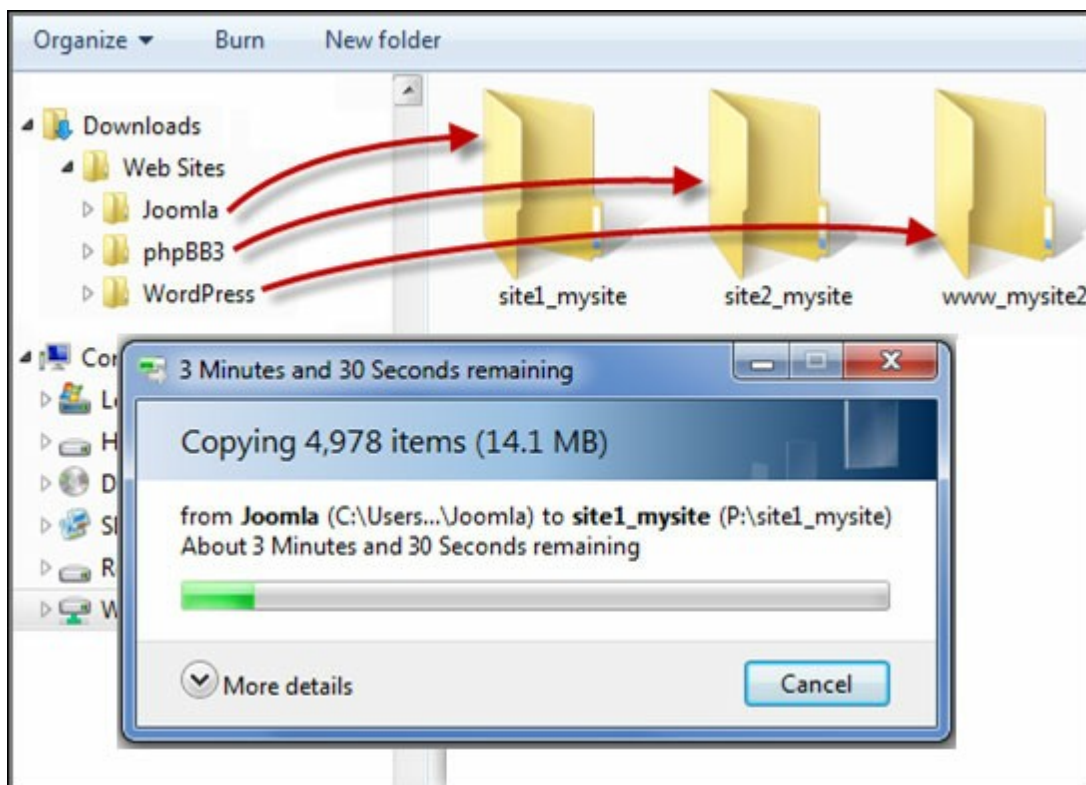 Organize Burn New folder
Downloads
Web Sites
Joomla
phpBB3
WordPress
site1_mysite site2_mysite www_mysite2
3 Minutes and 30 Seconds remaining
Copying 4,978 items (14.1 MB)
from Joomla (C:\Users...\Joomla) to site1_mysite (P:\site1_mysite)
About 3 Minutes and 30 Seconds remaining
More details Cancel